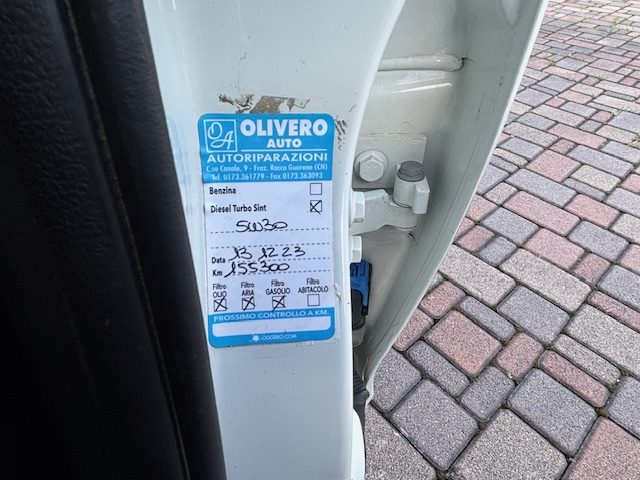 OA OLIVERO
AUTO
AUTORIPARAZIONI
C.so Canale, 9 - Fraz. Racca Guarene (CN)
Tel. 0173.361779 - Fax 0173.363093
Benzina
Diesel Turbo Sint
5W30
Data 13 12 23
Km 155300
Filtro OLIO Filtro ARIA Filtro GASOLIO Filtro ABITACOLO
PROSSIMO CONTROLLO A KM.